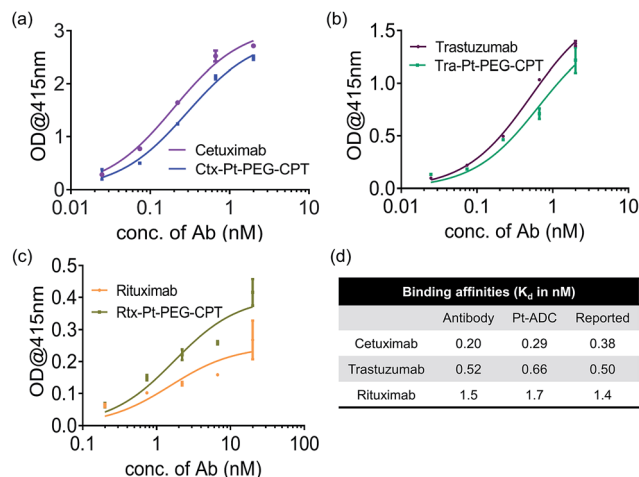 (a)
3
2
1
0
OD@415nm
Cetuximab
Ctx-Pt-PEG-CPT
0.01 0.1 1 10
conc. of Ab (nM)
(b)
1.5
1.0
0.5
0.0
OD@415nm
Trastuzumab
Tra-Pt-PEG-CPT
0.01 0.1 1 10
conc. of Ab (nM)
(c)
0.5
0.4
0.3
0.2
0.1
0.0
OD@415nm
Rituximab
Rtx-Pt-PEG-CPT
0.1 1 10 100
conc. of Ab (nM)
(d)
Binding affinities (Kd in nM)
Antibody Pt-ADC Reported
Cetuximab 0.20 0.29 0.38
Trastuzumab 0.52 0.66 0.50
Rituximab 1.5 1.7 1.4